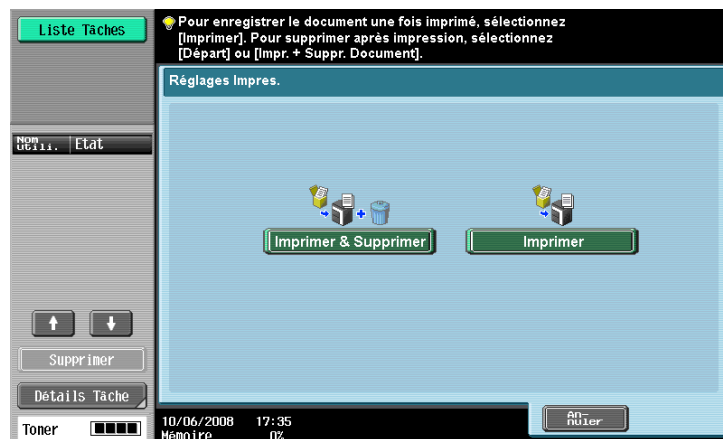 Liste Tâches
Pour enregistrer le document une fois imprimé, sélectionnez
[Imprimer]. Pour supprimer après impression, sélectionnez
[Départ] ou [Impr. + Suppr. Document].
Réglages Impres.
Nom
utili.
Etat
Imprimer & Supprimer
Imprimer
Supprimer
Détails Tâche
Toner
10/06/2008 17:35
Mémoire 0%
An-
nuler